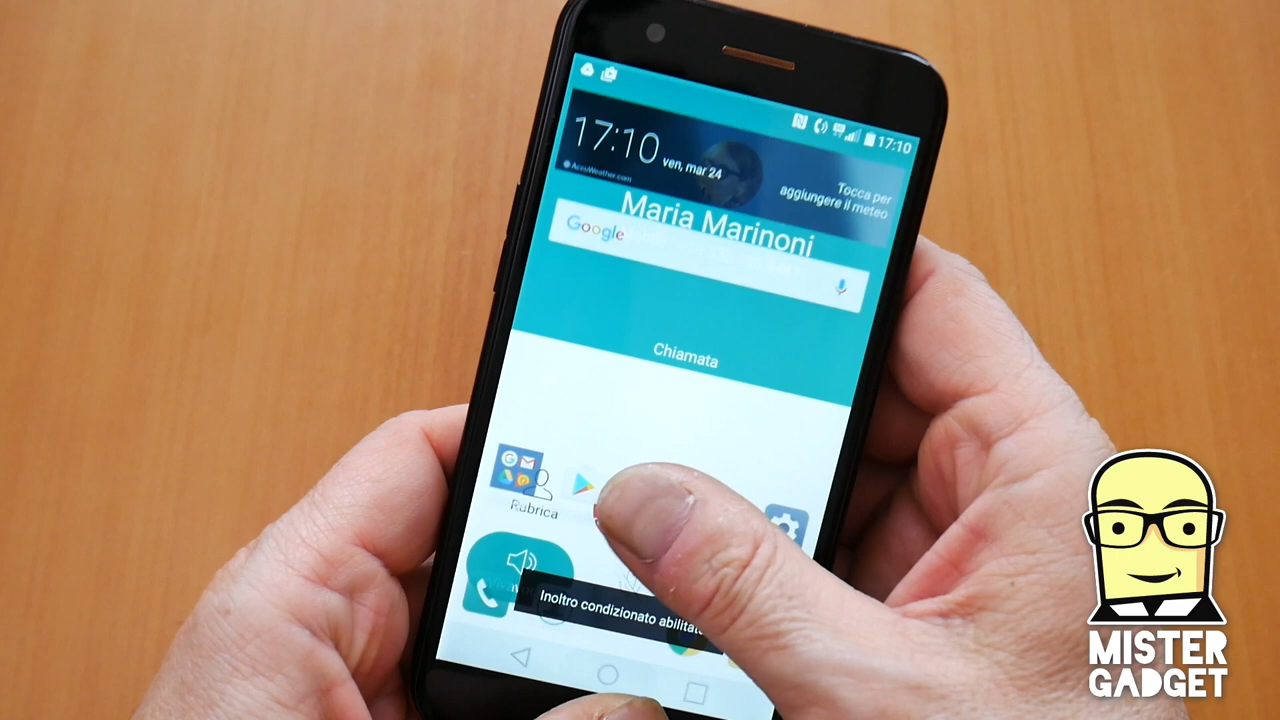 17:10
17:10
ven, mar 24
AccuWeather.com
Tocca per
aggiungere il meteo
Maria Marinoni
Google
Chiamata
Rubrica
Inoltro condizionato abilitato
MISTER
GADGET